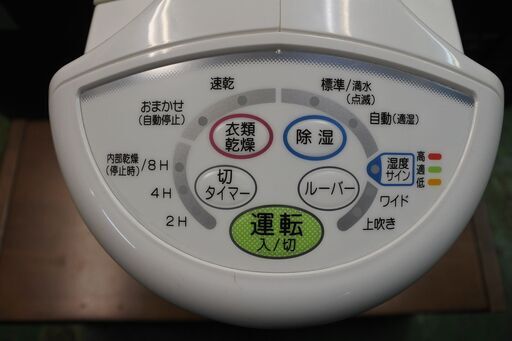 速乾
標準/満水
(点滅)
おまかせ
(自動停止)
自動(適湿)
衣類
乾燥
除湿
内部乾燥
(停止時)
/8H
切
タイマー
ルーバー
湿度
サイン
高
適
低
4H
ワイド
2H
上吹き
運転
入/切